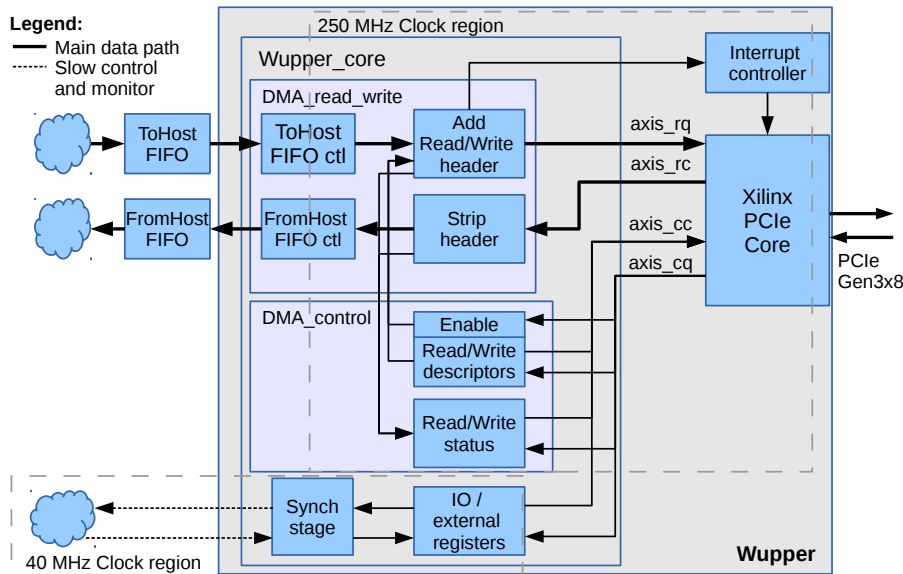 Legend:
Main data path
Slow control
and monitor
250 MHz Clock region
Wupper_core
Interrupt
controller
DMA_read_write
ToHost
FIFO
ToHost
FIFO ctl
Add
Read/Write
header
axis_rq
axis_rc
FromHost
FIFO
FromHost
FIFO ctl
Strip
header
Xilinx
PCIe
Core
axis_cc
axis_cq
PCIe
Gen3x8
DMA_control
Enable
Read/Write
descriptors
Read/Write
status
Synch
stage
IO /
external
registers
40 MHz Clock region
Wupper